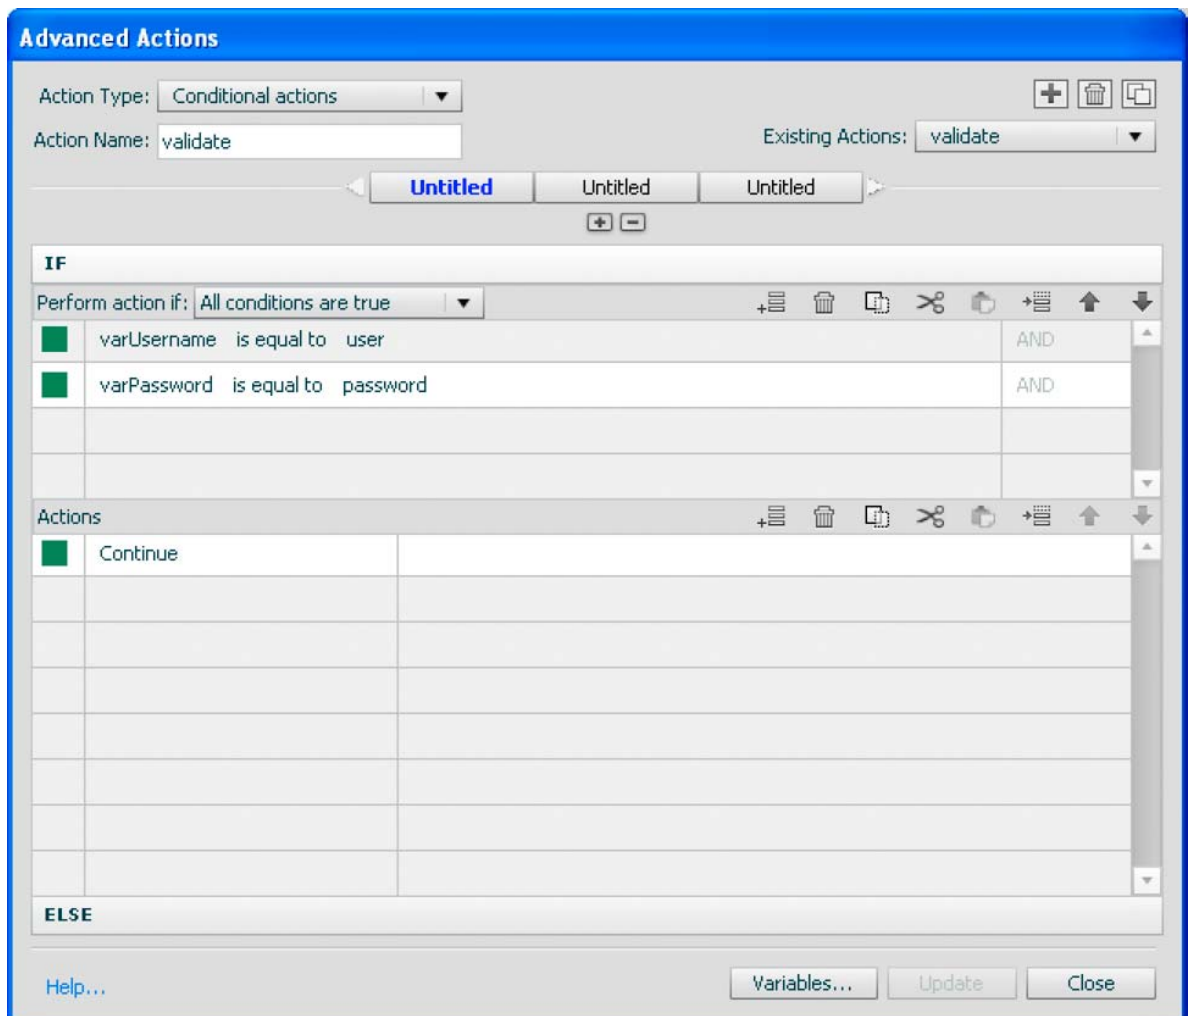 Advanced Actions
Action Type: Conditional actions
Action Name: validate
Existing Actions: validate
Untitled Untitled Untitled
IF
Perform action if: All conditions are true
varUsername is equal to user AND
varPassword is equal to password AND
Actions
Continue
ELSE
Help... Variables... Update Close